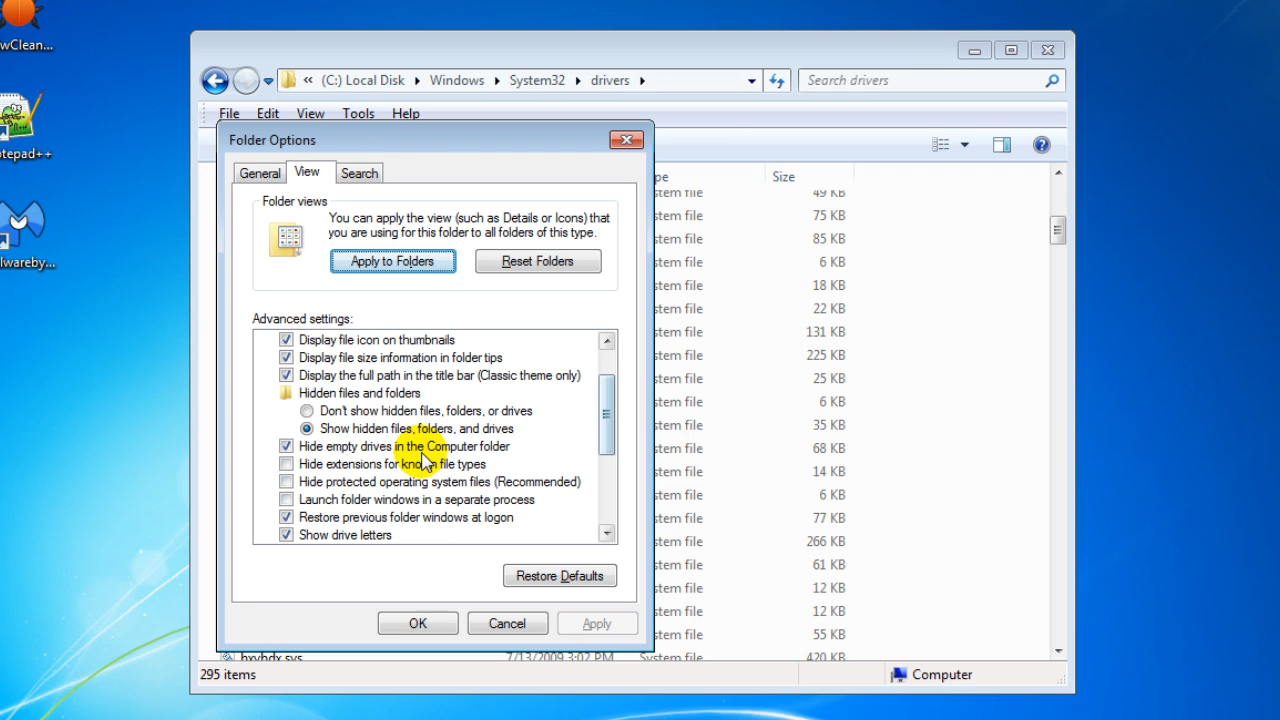 wClean...
otepad++
lwareby...
« (C:) Local Disk Windows System32 drivers
Search drivers
File Edit View Tools Help
Folder Options
General View Search
Folder views
You can apply the view (such as Details or Icons) that
you are using for this folder to all folders of this type.
Apply to Folders Reset Folders
Advanced settings:
Display file icon on thumbnails
Display file size information in folder tips
Display the full path in the title bar (Classic theme only)
Hidden files and folders
Don't show hidden files, folders, or drives
Show hidden files, folders, and drives
Hide empty drives in the Computer folder
Hide extensions for known file types
Hide protected operating system files (Recommended)
Launch folder windows in a separate process
Restore previous folder windows at logon
Show drive letters
Restore Defaults
OK Cancel Apply
pe Size
stem file 49 KB
stem file 75 KB
stem file 85 KB
stem file 6 KB
stem file 18 KB
stem file 22 KB
stem file 131 KB
stem file 225 KB
stem file 25 KB
stem file 6 KB
stem file 35 KB
stem file 68 KB
stem file 14 KB
stem file 6 KB
stem file 77 KB
stem file 266 KB
stem file 61 KB
stem file 12 KB
stem file 12 KB
stem file 55 KB
7/13/2009 3:02 PM System file 420 KB
295 items
Computer